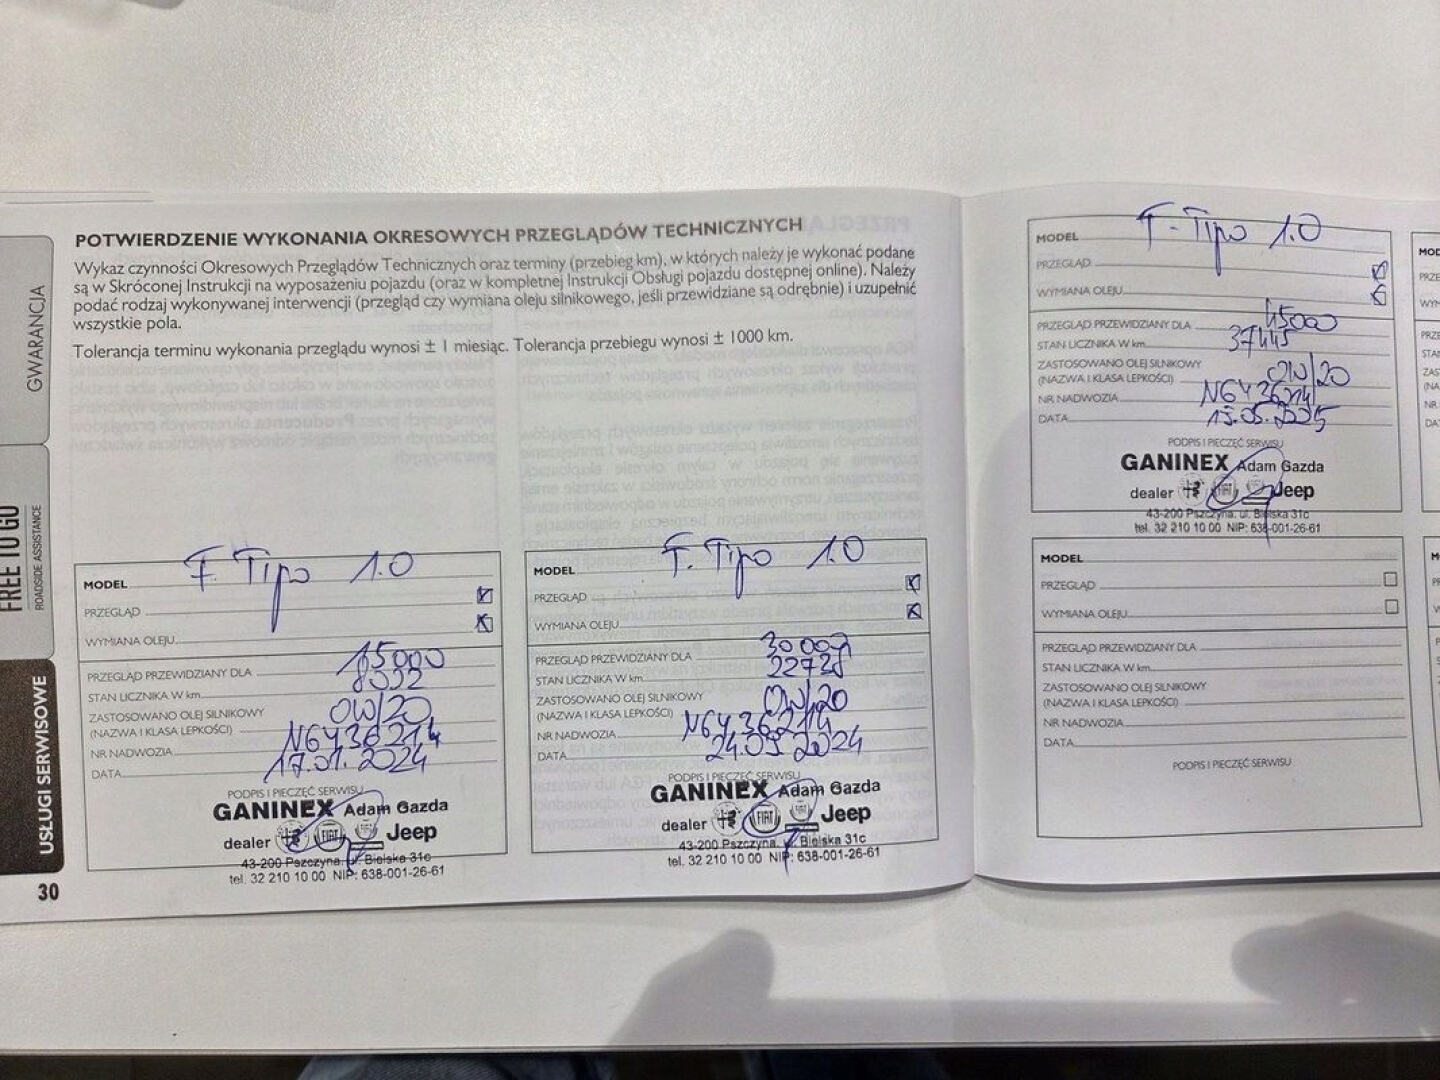 GWARANCJA
FREE TO GO
ROADSIDE ASSISTANCE
USŁUGI SERWISOWE
30
POTWIERDZENIE WYKONANIA OKRESOWYCH PRZEGLĄDÓW TECHNICZNYCH
Wykaz czynności Okresowych Przeglądów Technicznych oraz terminy (przebieg km), w których należy je wykonać podane
są w Skróconej Instrukcji na wyposażeniu pojazdu (oraz w kompletnej Instrukcji Obsługi pojazdu dostępnej online). Należy
podać rodzaj wykonywanej interwencji (przegląd czy wymiana oleju silnikowego, jeśli przewidziane są odrębnie) i uzupełnić
wszystkie pola.
Tolerancja terminu wykonania przeglądu wynosi ± 1 miesiąc. Tolerancja przebiegu wynosi ± 1000 km.
MODEL F. Tipo 1.0
PRZEGLĄD
WYMIANA OLEJU
PRZEGLĄD PRZEWIDZIANY DLA 15000
STAN LICZNIKA W km
ZASTOSOWANO OLEJ SILNIKOWY 0W/20
(NAZWA I KLASA LEPKOŚCI)
NR NADWOZIA N6Y36214
DATA 17.01.2024
PODPIS I PIECZĘĆ SERWISU
GANINEX Adam Gazda
dealer FIAT Jeep
43-200 Pszczyna, ul. Bielska 31c
tel. 32 210 10 00 NIP: 638-001-26-61
MODEL F. Tipo 1.0
PRZEGLĄD
WYMIANA OLEJU
PRZEGLĄD PRZEWIDZIANY DLA 30000
STAN LICZNIKA W km
ZASTOSOWANO OLEJ SILNIKOWY 0W/20
(NAZWA I KLASA LEPKOŚCI)
NR NADWOZIA N6Y36214
DATA 24.09.2024
PODPIS I PIECZĘĆ SERWISU
GANINEX Adam Gazda
dealer FIAT Jeep
43-200 Pszczyna, ul. Bielska 31c
tel. 32 210 10 00 NIP: 638-001-26-61
MODEL F-Tipo 1.0
PRZEGLĄD
WYMIANA OLEJU
PRZEGLĄD PRZEWIDZIANY DLA 45000
STAN LICZNIKA W km 37445
ZASTOSOWANO OLEJ SILNIKOWY 0W/20
(NAZWA I KLASA LEPKOŚCI)
NR NADWOZIA N6Y36214
DATA 15.05.2025
PODPIS I PIECZĘĆ SERWISU
GANINEX Adam Gazda
dealer FIAT Jeep
43-200 Pszczyna, ul. Bielska 31c
tel. 32 210 10 00 NIP: 638-001-26-61
MODEL
PRZEGLĄD
WYMIANA OLEJU
PRZEGLĄD PRZEWIDZIANY DLA
STAN LICZNIKA W km
ZASTOSOWANO OLEJ SILNIKOWY
(NAZWA I KLASA LEPKOŚCI)
NR NADWOZIA
DATA
PODPIS I PIECZĘĆ SERWISU